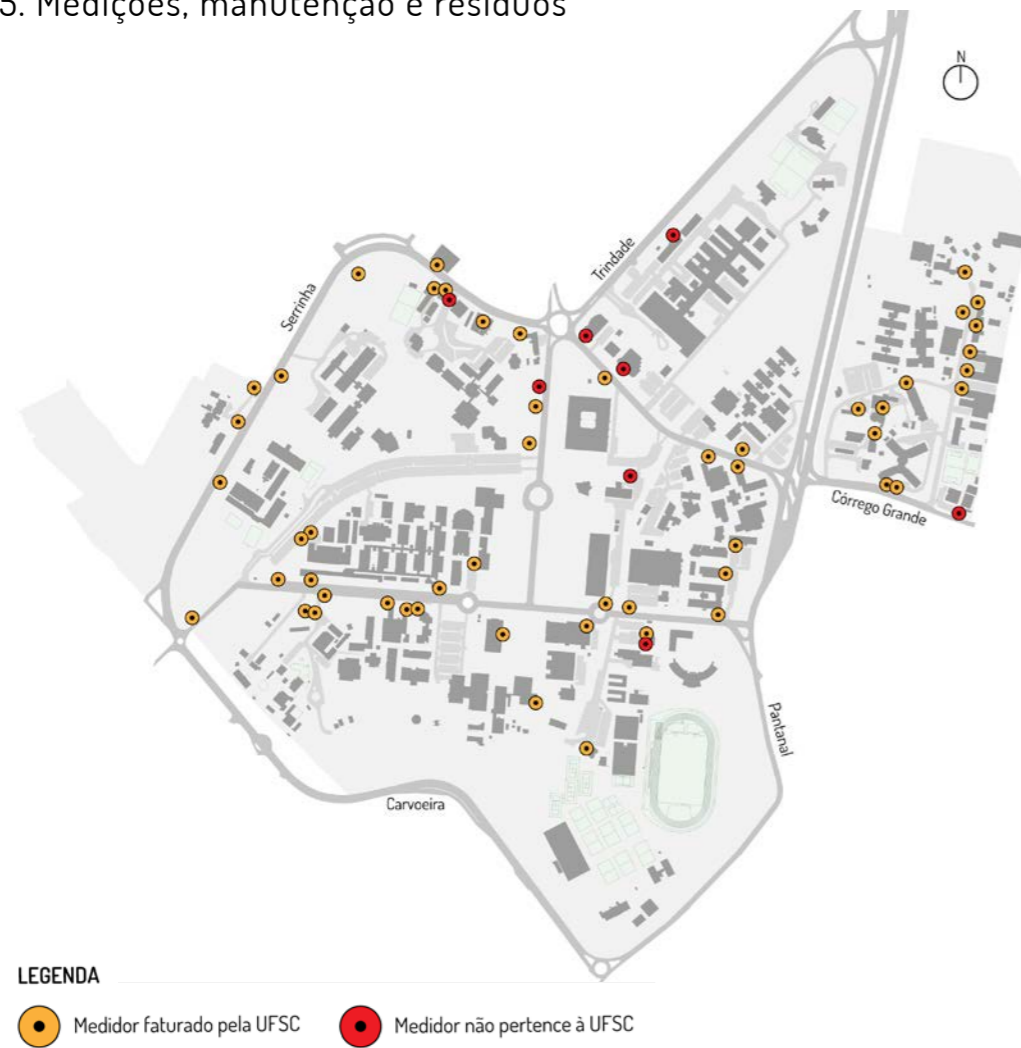 5. Medições, manutenção e resíduos
N
Trindade
Serrinha
Córrego Grande
Pantanal
Carvoeira
LEGENDA
Medidor faturado pela UFSC
Medidor não pertence à UFSC